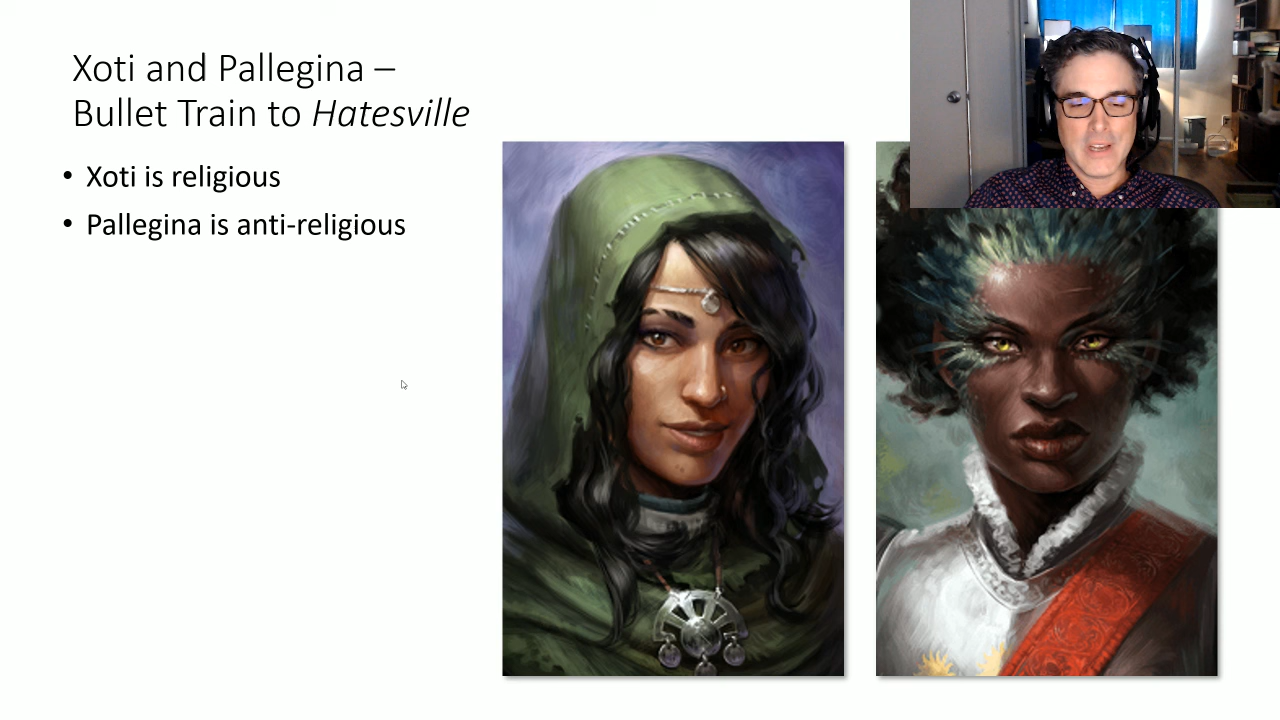 Xoti and Pallegina –
Bullet Train to Hatesville
• Xoti is religious
• Pallegina is anti-religious